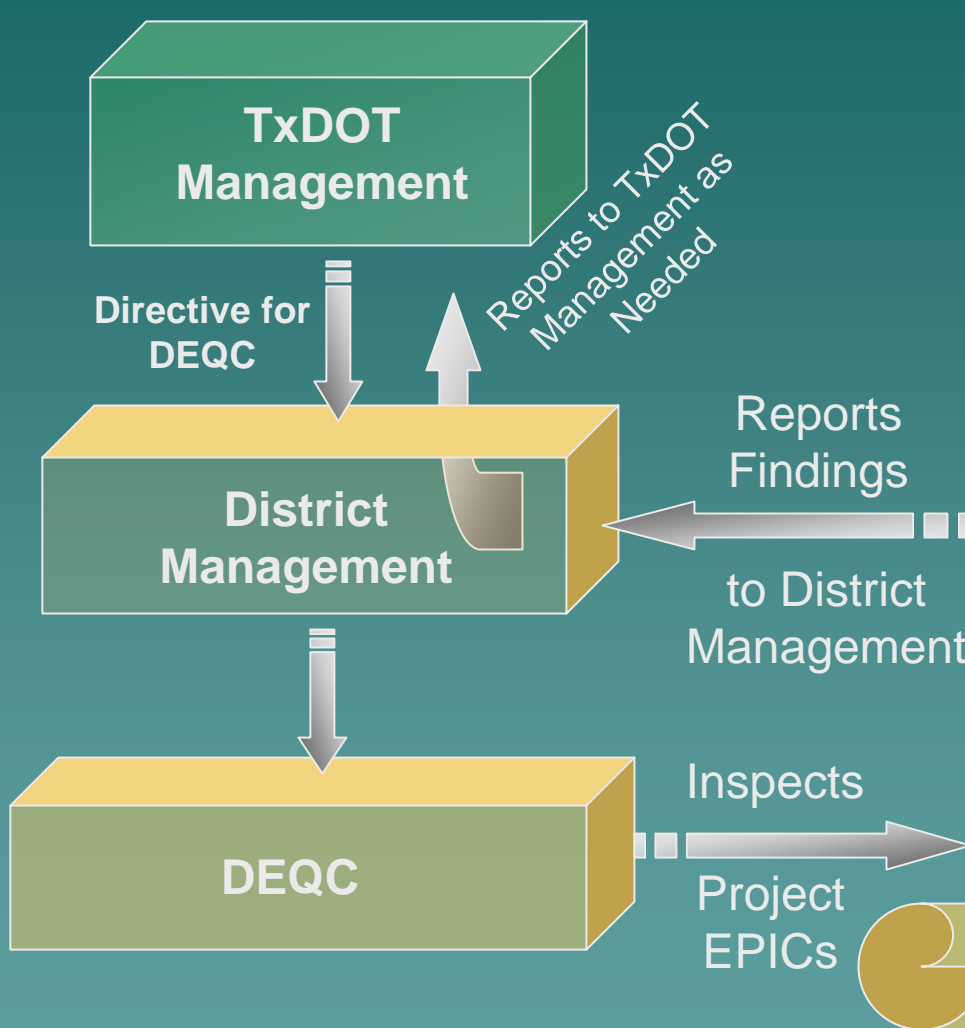 TxDOT
Management
Reports to TxDOT
Management as
Needed
Directive for
DEQC
Reports
Findings
District
Management
to District
Management
Inspects
DEQC
Project
EPICs